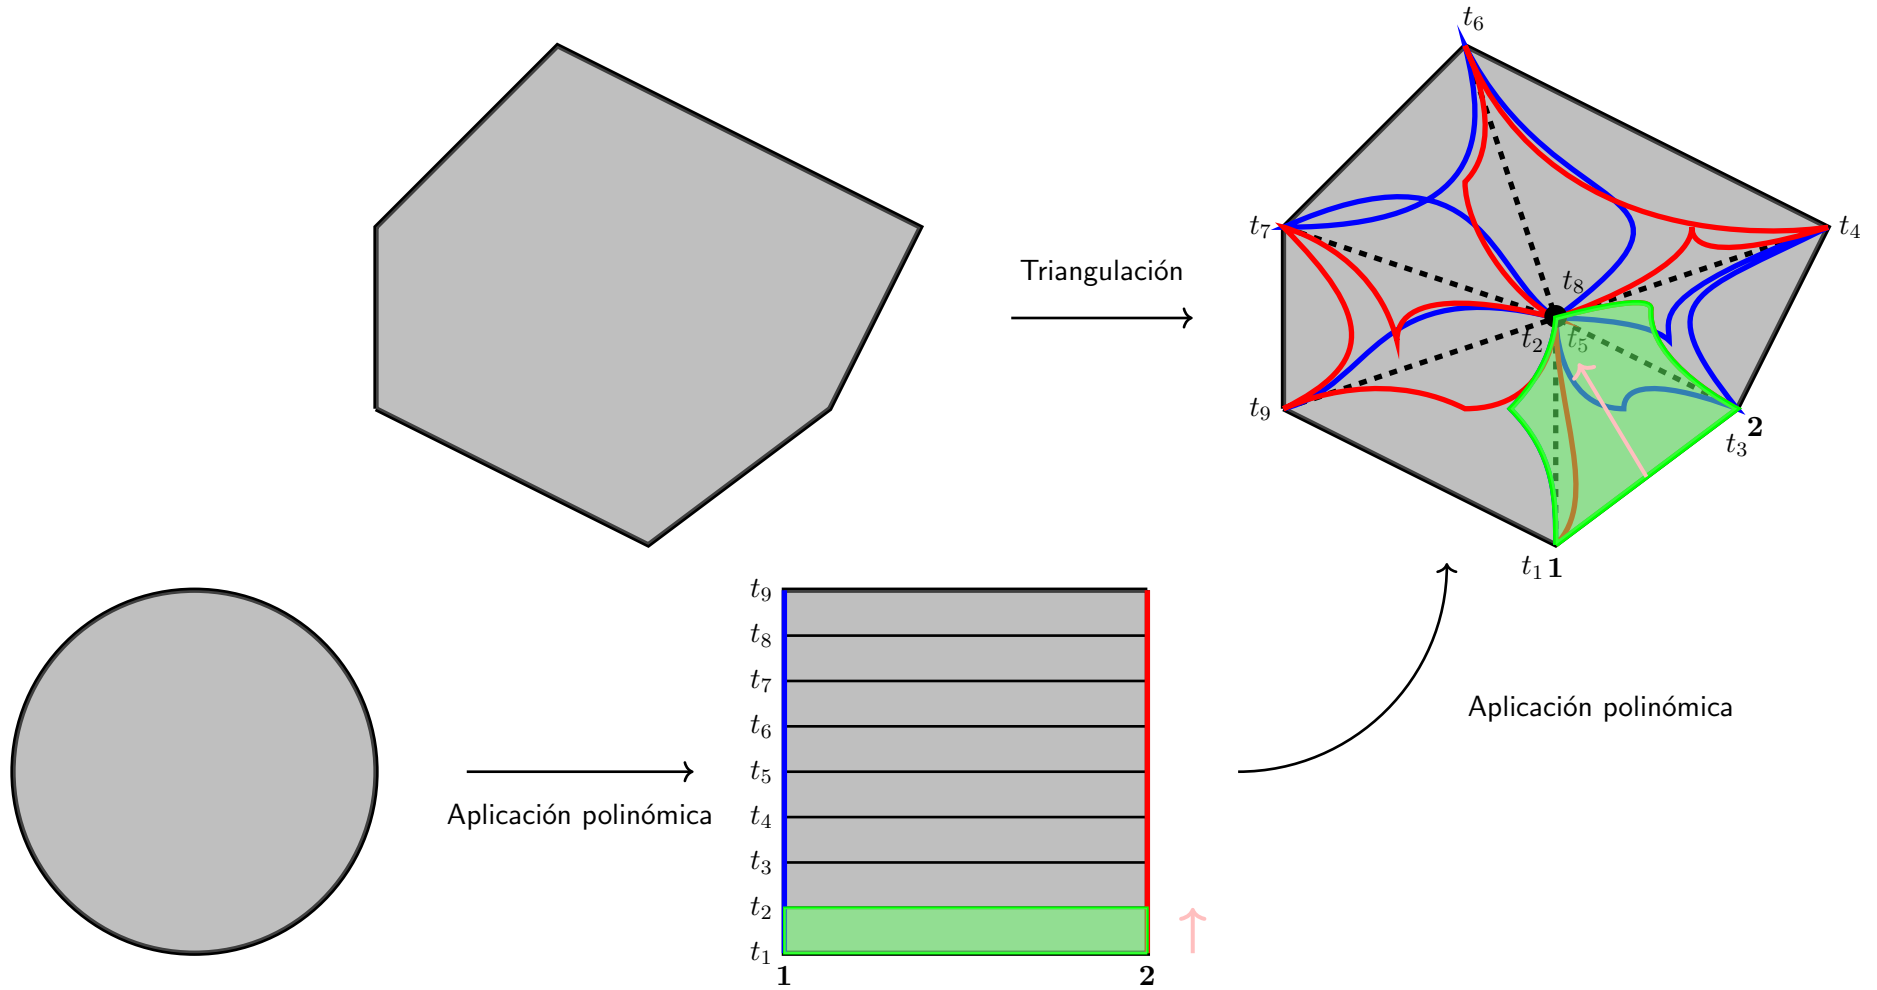 t₆
t₇
t₄
Triangulación
t₈
t₂
t₅
t₉
2
t₃
t₁ 1
t₉
t₈
t₇
t₆
t₅
t₄
t₃
t₂
t₁
1
2
Aplicación polinómica
Aplicación polinómica